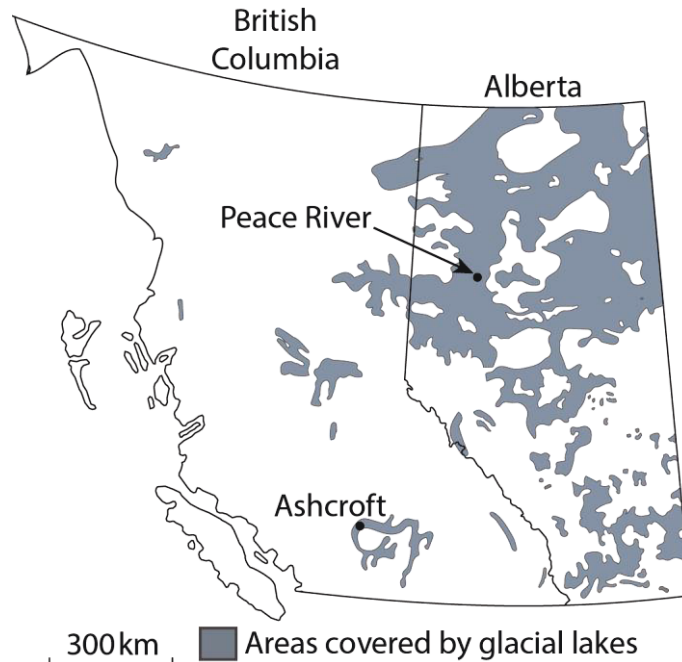 British
Columbia
Alberta
Peace River
Ashcroft
300 km
Areas covered by glacial lakes